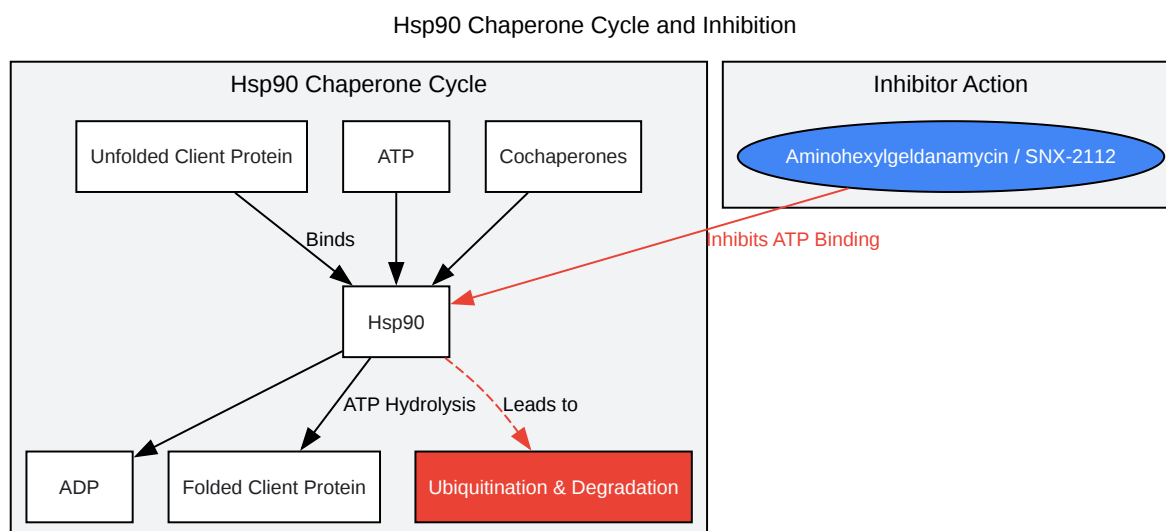 Hsp90 Chaperone Cycle and Inhibition
Hsp90 Chaperone Cycle
Inhibitor Action
Unfolded Client Protein
ATP
Cochaperones
Aminohexylgeldanamycin / SNX-2112
Binds
Inhibits ATP Binding
Hsp90
ATP Hydrolysis
Leads to
ADP
Folded Client Protein
Ubiquitination & Degradation